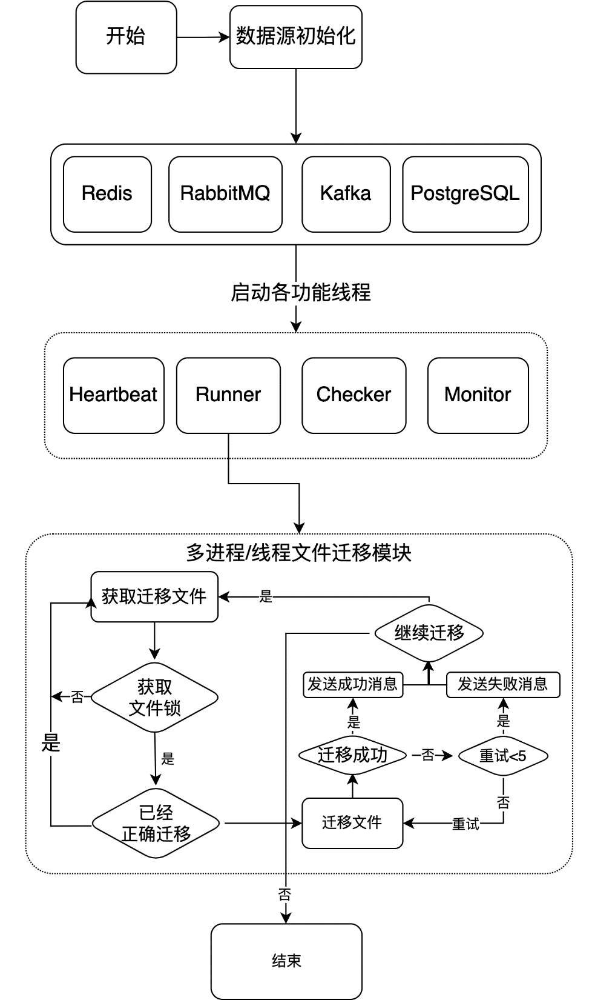 开始
数据源初始化
Redis
RabbitMQ
Kafka
PostgreSQL
启动各功能线程
Heartbeat
Runner
Checker
Monitor
多进程/线程文件迁移模块
获取迁移文件
是
继续迁移
获取
文件锁
否
发送成功消息
发送失败消息
是
是
是
是
迁移成功
否
重试<5
已经
正确迁移
迁移文件
否
重试
否
结束